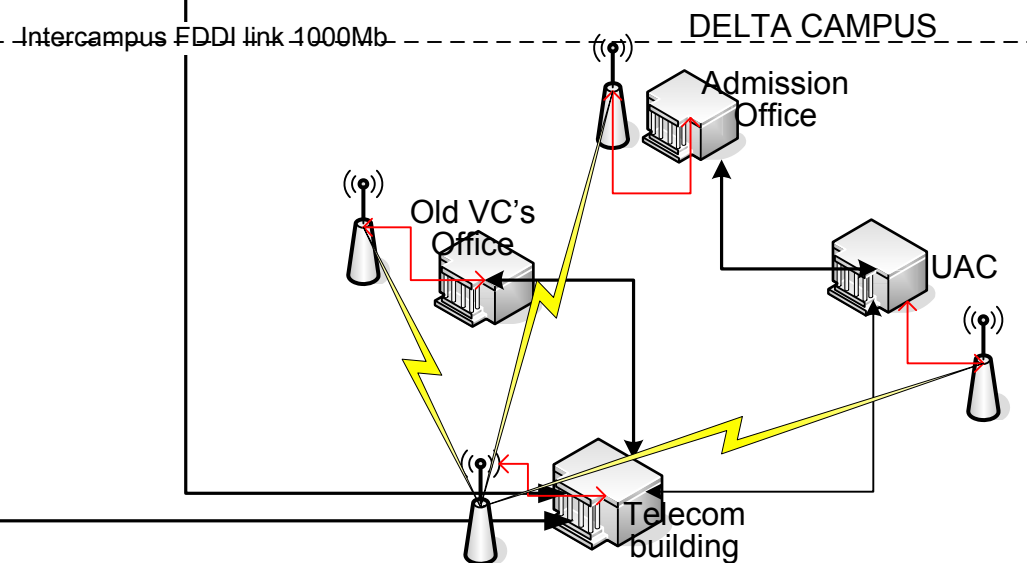 Intercampus FDDI link 1000Mb
DELTA CAMPUS
Admission
Office
Old VC's
Office
UAC
Telecom
building